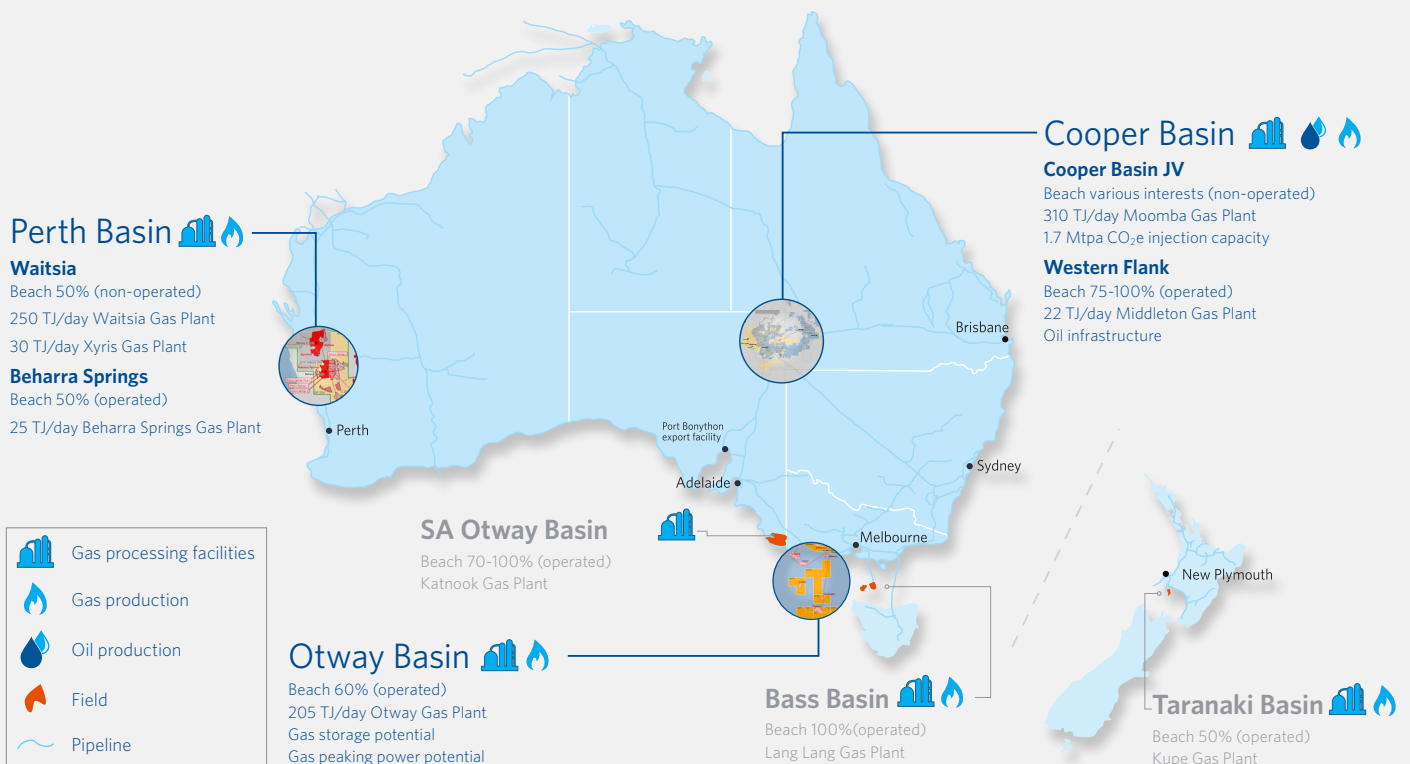 Cooper Basin
Cooper Basin JV
Beach various interests (non-operated)
310 TJ/day Moomba Gas Plant
1.7 Mtpa CO₂e injection capacity
Western Flank
Beach 75-100% (operated)
22 TJ/day Middleton Gas Plant
Oil infrastructure
Perth Basin
Waitsia
Beach 50% (non-operated)
250 TJ/day Waitsia Gas Plant
30 TJ/day Xyris Gas Plant
Beharra Springs
Beach 50% (operated)
25 TJ/day Beharra Springs Gas Plant
Brisbane
Perth
Port Bonython
export facility
Sydney
Adelaide
Melbourne
New Plymouth
SA Otway Basin
Beach 70-100% (operated)
Katnook Gas Plant
Gas processing facilities
Gas production
Oil production
Field
Pipeline
Otway Basin
Beach 60% (operated)
205 TJ/day Otway Gas Plant
Gas storage potential
Gas peaking power potential
Bass Basin
Beach 100%(operated)
Lang Lang Gas Plant
Taranaki Basin
Beach 50% (operated)
Kupe Gas Plant